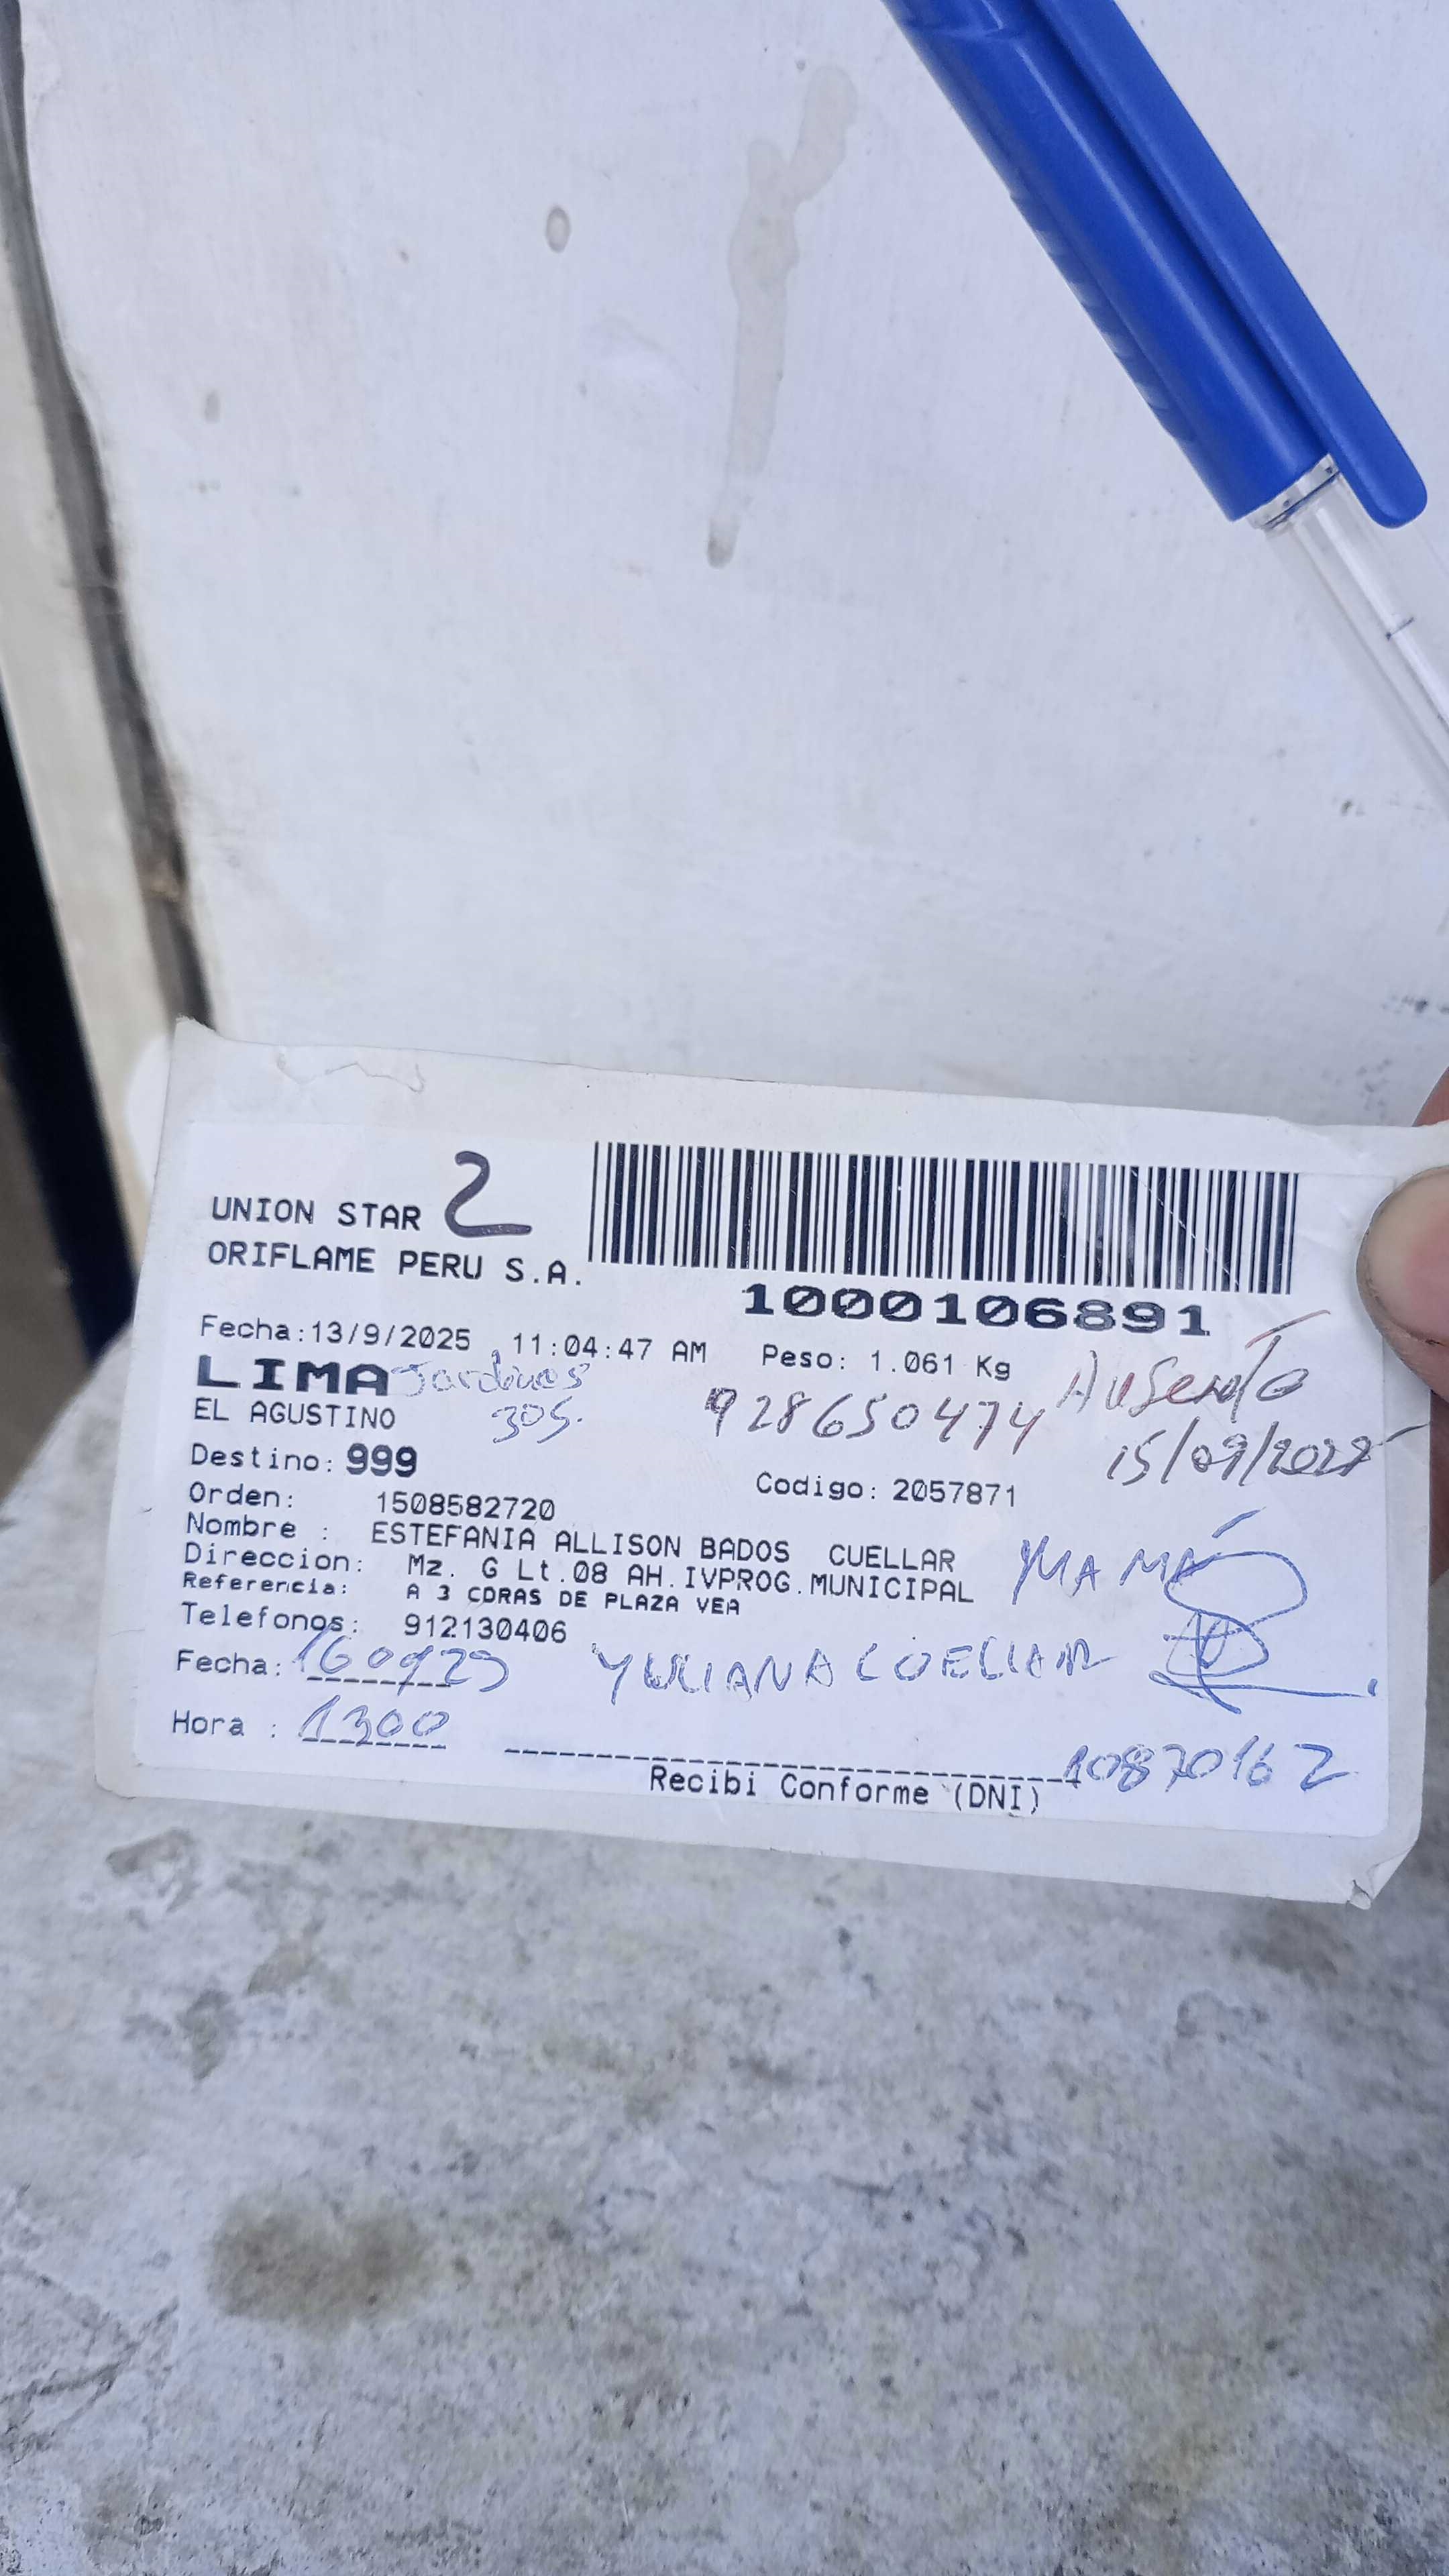 UNION STAR 2
ORIFLAME PERU S.A.
1000106891
Fecha:13/9/2025 11:04:47 AM Peso: 1.061 Kg
LIMA Jardines
EL AGUSTINO 305. 928650474 Ausente
15/09/2025
Destino: 999
Codigo: 2057871
Orden: 1508582720
Nombre : ESTEFANIA ALLISON BADOS CUELLAR
Direccion: Mz. G Lt.08 AH.IVPROG.MUNICIPAL MAMÁ
Referencia: A 3 CDRAS DE PLAZA VEA
Telefonos: 912130406
Fecha: 160925 YULIANA CUELLAR
Hora : 1300
10870162
Recibi Conforme (DNI)